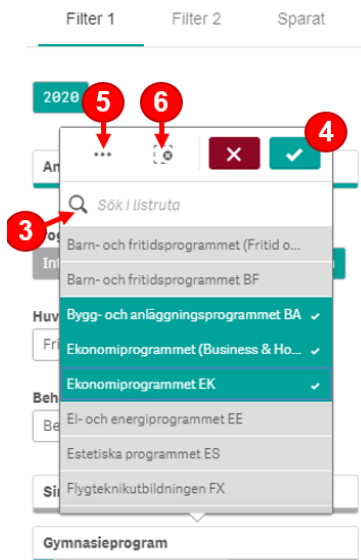 Filter 1 Filter 2 Sparat
2020
5 6 4
An
3 Sök i listruta
Barn- och fritidsprogrammet (Fritid o...
Int
Barn- och fritidsprogrammet BF
Huv Bygg- och anläggningsprogrammet BA
Fri Ekonomiprogrammet (Business & Ho...
Ekonomiprogrammet EK
Beh
Be El- och energiprogrammet EE
Estetiska programmet ES
Flygteknikutbildningen FX
Gymnasieprogram